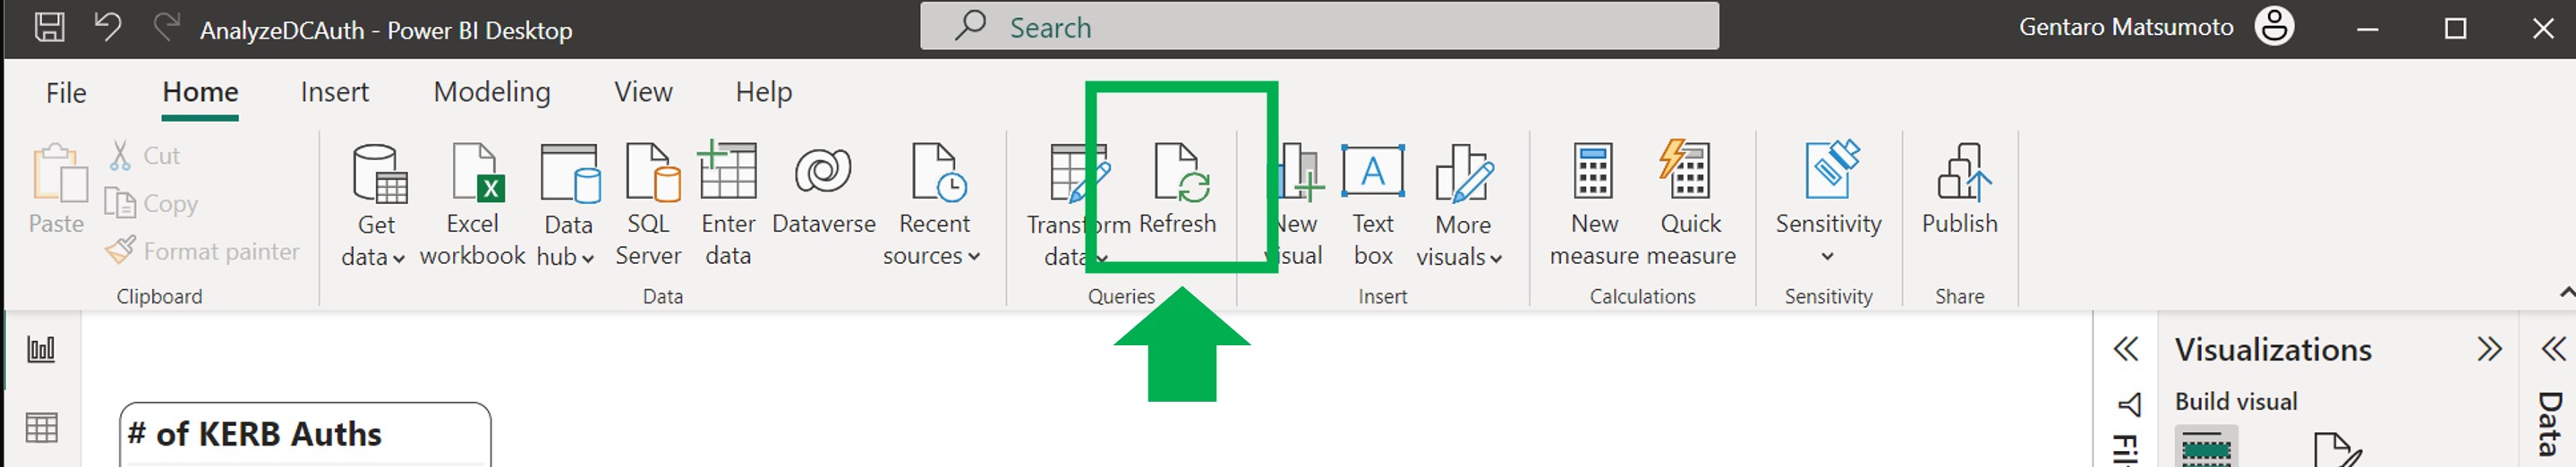 AnalyzeDCAuth - Power BI Desktop
Search
Gentaro Matsumoto
File
Home
Insert
Modeling
View
Help
Paste
Cut
Copy
Format painter
Clipboard
Get
data
Excel
workbook
Data
hub
SQL
Server
Enter
data
Dataverse
Recent
sources
Data
Transform
data
Refresh
Queries
New
visual
Text
box
More
visuals
Insert
New
measure
Quick
measure
Calculations
Sensitivity
Sensitivity
Publish
Share
# of KERB Auths
Visualizations
Build visual
Fil
Data